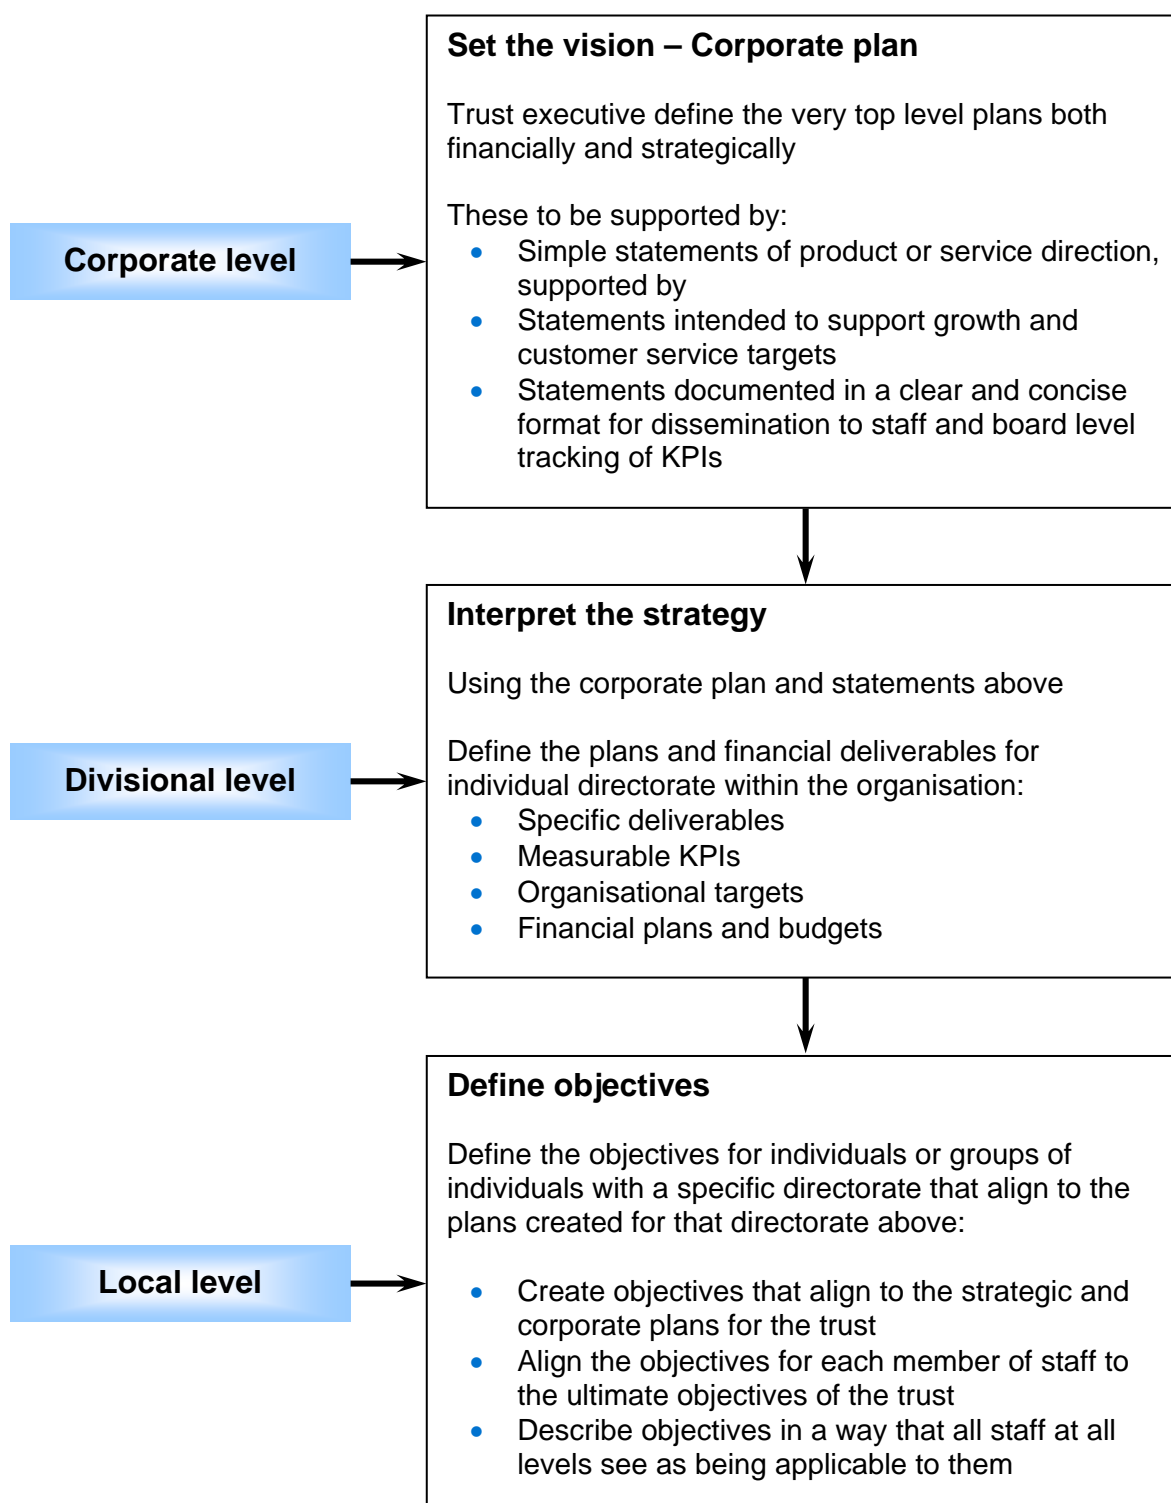 Set the vision – Corporate plan
Trust executive define the very top level plans both
financially and strategically
These to be supported by:
Corporate level
• Simple statements of product or service direction,
supported by
• Statements intended to support growth and
customer service targets
• Statements documented in a clear and concise
format for dissemination to staff and board level
tracking of KPIs
Interpret the strategy
Using the corporate plan and statements above
Divisional level
Define the plans and financial deliverables for
individual directorate within the organisation:
• Specific deliverables
• Measurable KPIs
• Organisational targets
• Financial plans and budgets
Define objectives
Define the objectives for individuals or groups of
individuals with a specific directorate that align to the
plans created for that directorate above:
Local level
• Create objectives that align to the strategic and
corporate plans for the trust
• Align the objectives for each member of staff to
the ultimate objectives of the trust
• Describe objectives in a way that all staff at all
levels see as being applicable to them